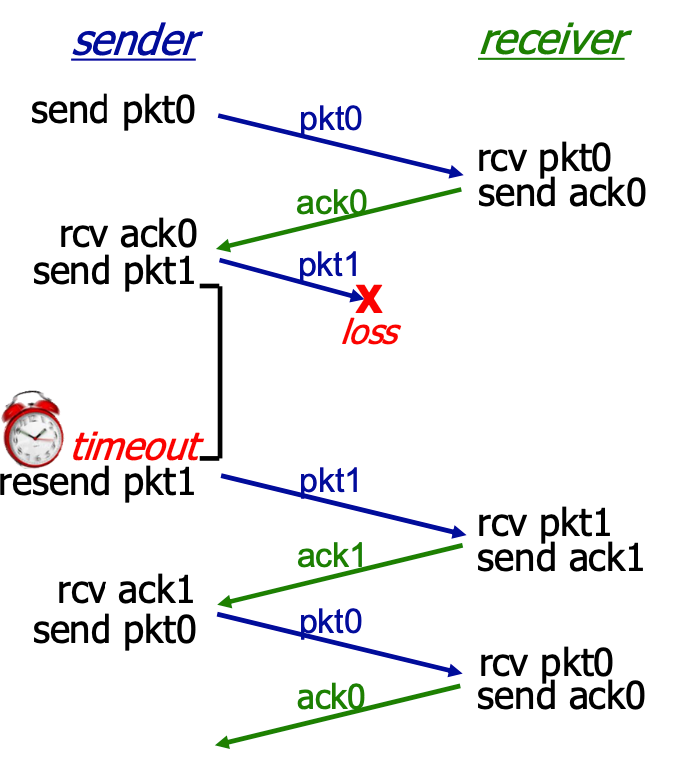 sender
receiver
send pkt0
pkt0
rcv pkt0
send ack0
ack0
rcv ack0
send pkt1
pkt1
X
loss
timeout
resend pkt1
pkt1
rcv pkt1
send ack1
ack1
rcv ack1
send pkt0
pkt0
rcv pkt0
send ack0
ack0